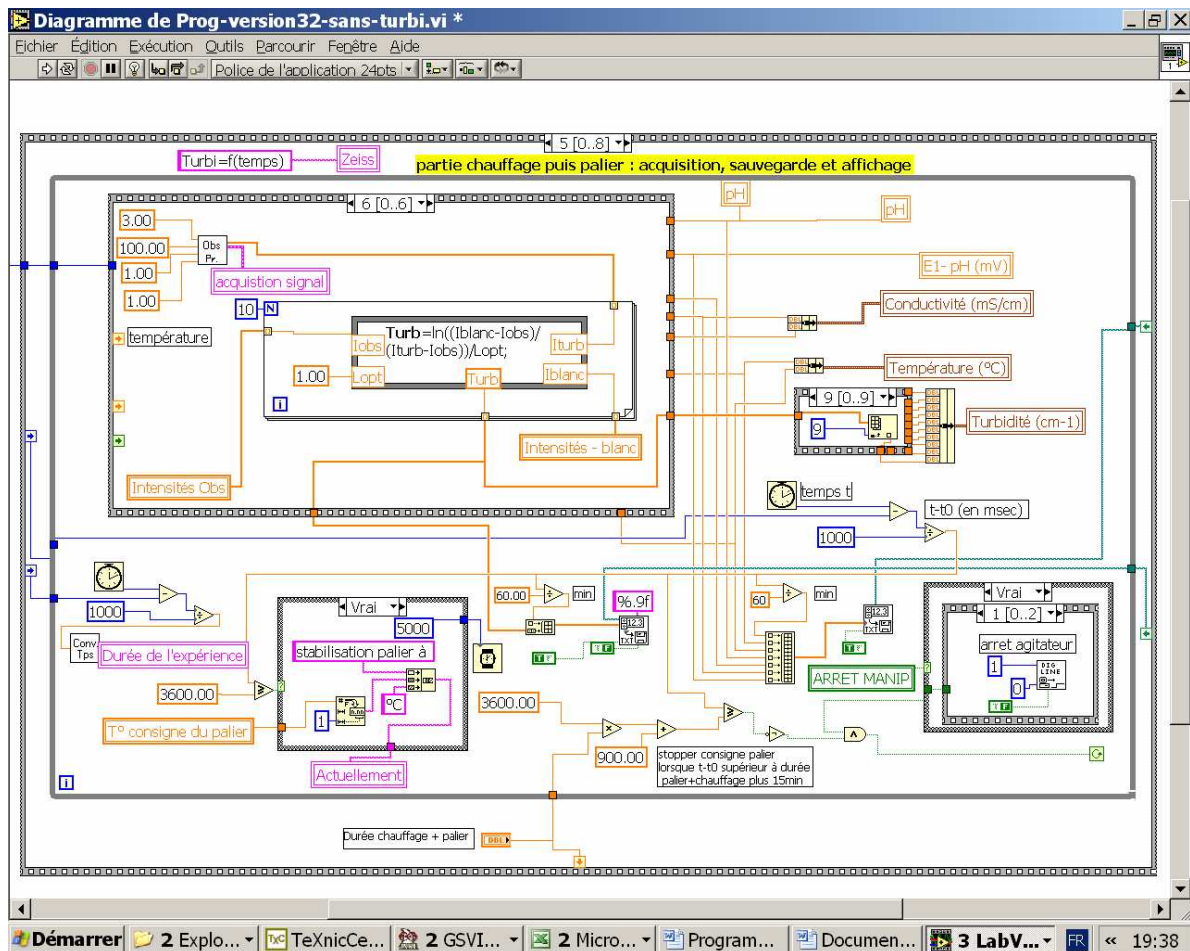 Diagramme de Prog-version32-sans-turbi.vi *
Fichier Édition Exécution Outils Parcourir Fenêtre Aide
Police de l'application 24pts
5 [0..8]
Turbi=f(temps)
Zeiss
partie chauffage puis palier : acquisition, sauvegarde et affichage
6 [0..6]
pH
pH
3.00
100.00
1.00
1.00
Obs
Pr.
acquistion signal
E1- pH (mV)
Conductivité (mS/cm)
10
N
température
Turb=ln((Iblanc-Iobs)/
(Iturb-Iobs))/Lopt;
Iobs
Iturb
1.00
Lopt
Turb
Iblanc
i
Température (ºC)
9 [0..9]
9
Turbidité (cm-1)
Intensités - blanc
Intensités Obs
temps t
t-t0 (en msec)
1000
1000
Conv
Tps
Durée de l'expérience
Vrai
5000
stabilisation palier à
ºC
1
3600.00
Tº consigne du palier
Actuellement
60.00
min
%.9f
60
min
3600.00
900.00
stopper consigne palier
lorsque t-t0 supérieur à durée
palier+chauffage plus 15min
ARRET MANIP
Vrai
1 [0..2]
arret agitateur
1
DIG
LINE
0
T F
i
Durée chauffage + palier
DBL
Démarrer
2 Explo...
TeXnicCe...
2 GSVI...
2 Micro...
Program...
Documen...
3 LabV...
FR
19:38